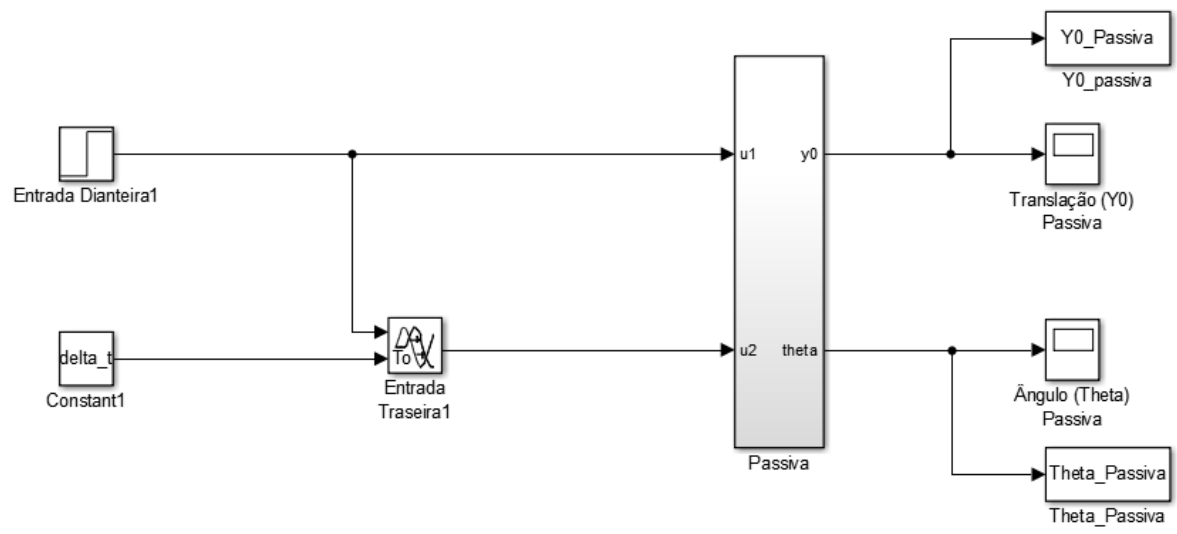 Y0_Passiva
Y0_passiva
Entrada Dianteira1
u1
y0
Translação (Y0)
Passiva
delta_t
Constant1
To
Entrada
Traseira1
u2
theta
Passiva
Ângulo (Theta)
Passiva
Theta_Passiva
Theta_Passiva